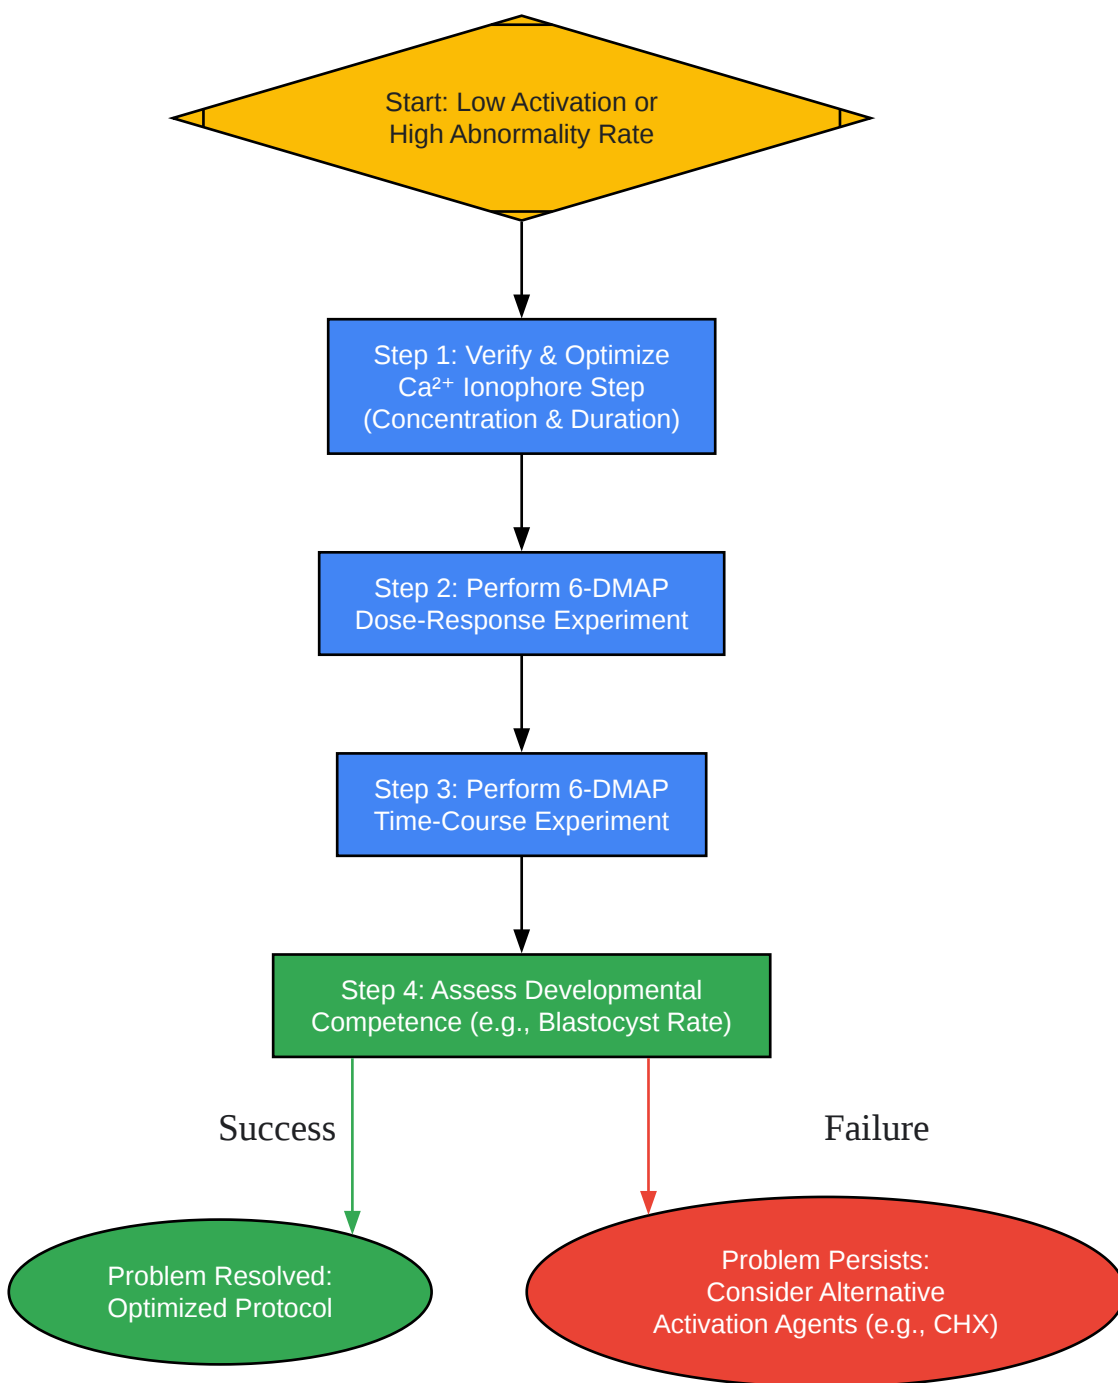 Start: Low Activation or
High Abnormality Rate
Step 1: Verify & Optimize
Ca²⁺ Ionophore Step
(Concentration & Duration)
Step 2: Perform 6-DMAP
Dose-Response Experiment
Step 3: Perform 6-DMAP
Time-Course Experiment
Step 4: Assess Developmental
Competence (e.g., Blastocyst Rate)
Success
Failure
Problem Resolved:
Optimized Protocol
Problem Persists:
Consider Alternative
Activation Agents (e.g., CHX)